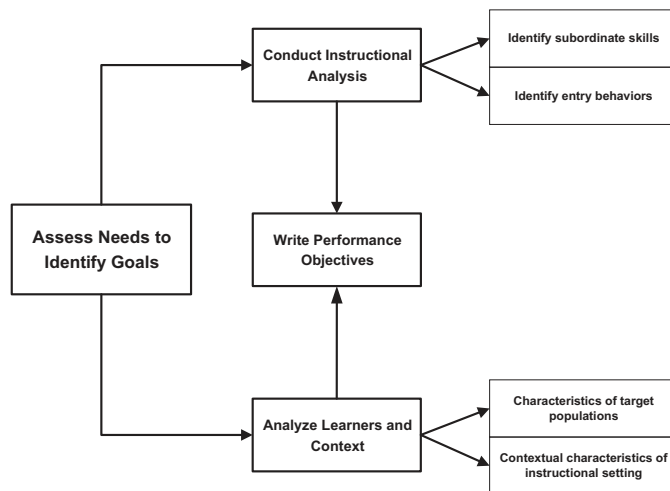 Conduct Instructional
Analysis
Identify subordinate skills
Identify entry behaviors
Assess Needs to
Identify Goals
Write Performance
Objectives
Analyze Learners and
Context
Characteristics of target
populations
Contextual characteristics of
instructional setting